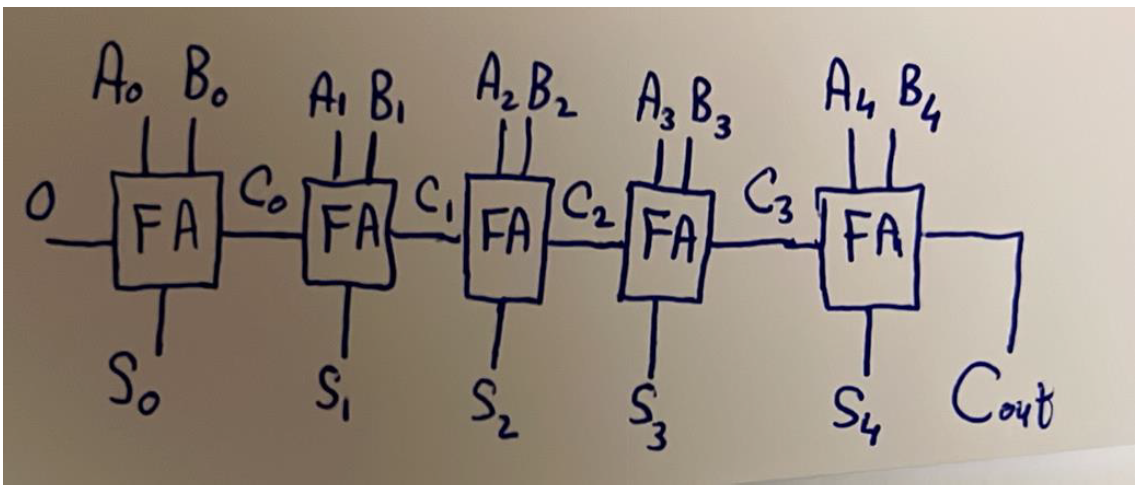 A₀ B₀ A₁ B₁ A₂ B₂ A₃ B₃ A₄ B₄
0 FA C₀ FA C₁ FA C₂ FA C₃ FA
S₀ S₁ S₂ S₃ S₄ Cout